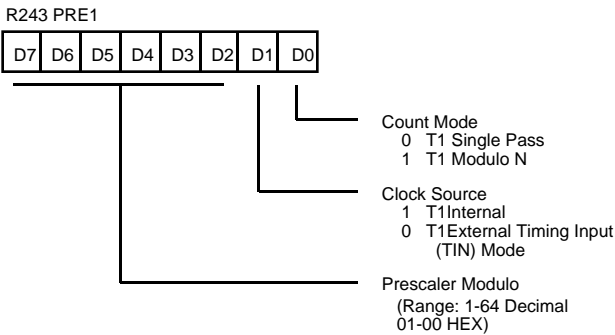 R243 PRE1
D7 D6 D5 D4 D3 D2 D1 D0
Count Mode
0 T1 Single Pass
1 T1 Modulo N
Clock Source
1 T1Internal
0 T1External Timing Input
(TIN) Mode
Prescaler Modulo
(Range: 1-64 Decimal
01-00 HEX)